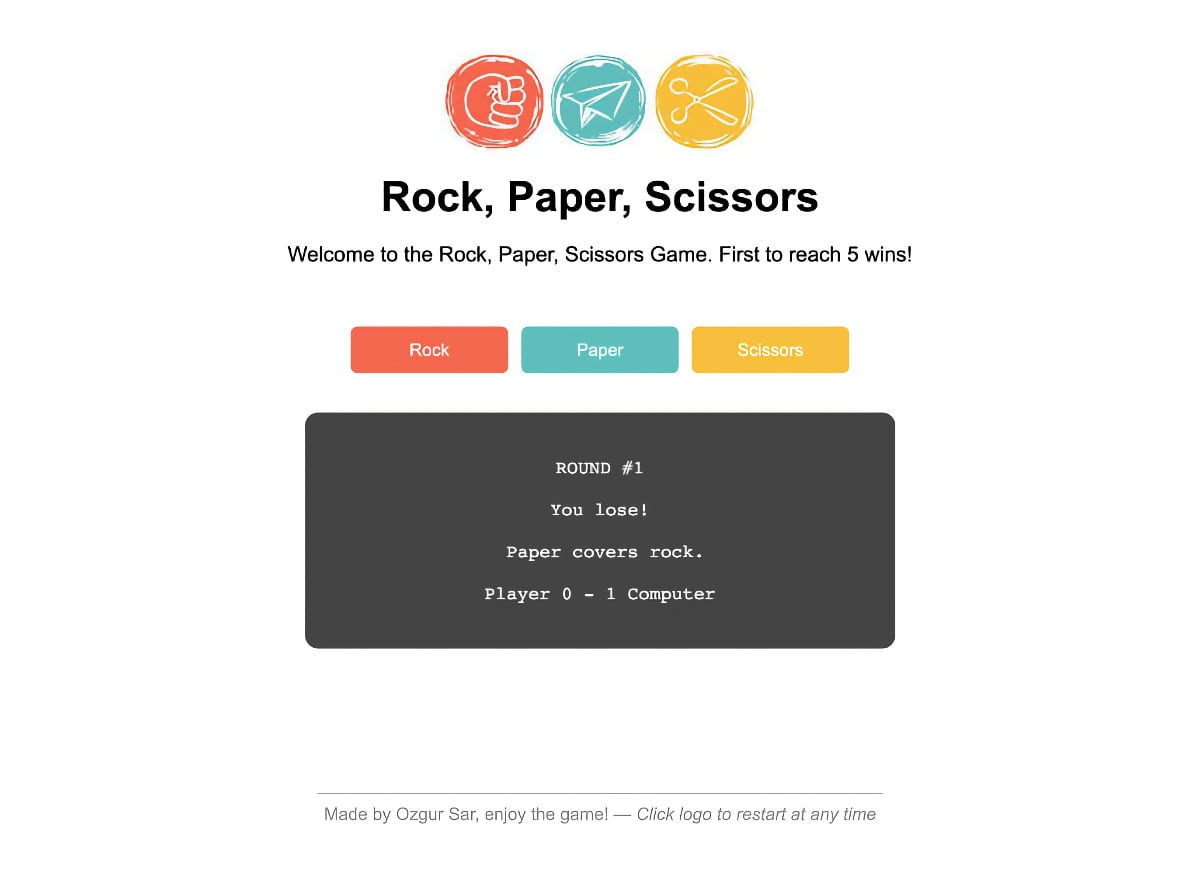 Rock, Paper, Scissors
Welcome to the Rock, Paper, Scissors Game. First to reach 5 wins!
Rock
Paper
Scissors
ROUND #1
You lose!
Paper covers rock.
Player 0 - 1 Computer
Made by Ozgur Sar, enjoy the game! — Click logo to restart at any time